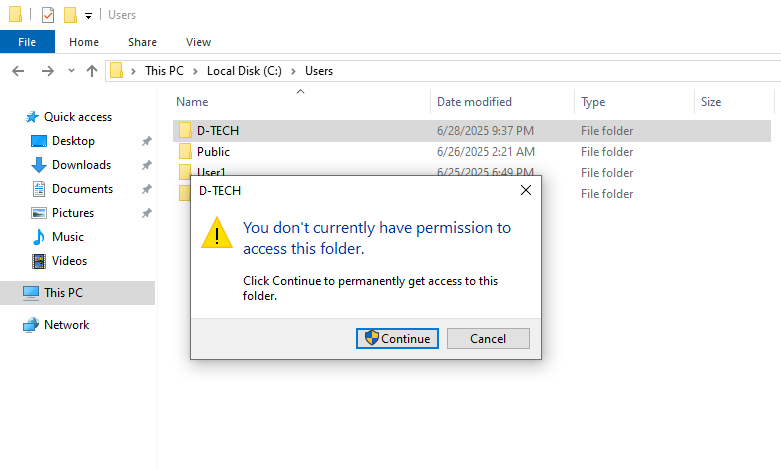 Users
File Home Share View
This PC Local Disk (C:) Users
Name Date modified Type Size
Quick access
Desktop
Downloads
Documents
Pictures
Music
Videos
This PC
Network
D-TECH 6/28/2025 9:37 PM File folder
Public 6/26/2025 2:21 AM File folder
User1 6/25/2025 6:49 PM File folder
File folder
D-TECH
You don't currently have permission to
access this folder.
Click Continue to permanently get access to this
folder.
Continue Cancel